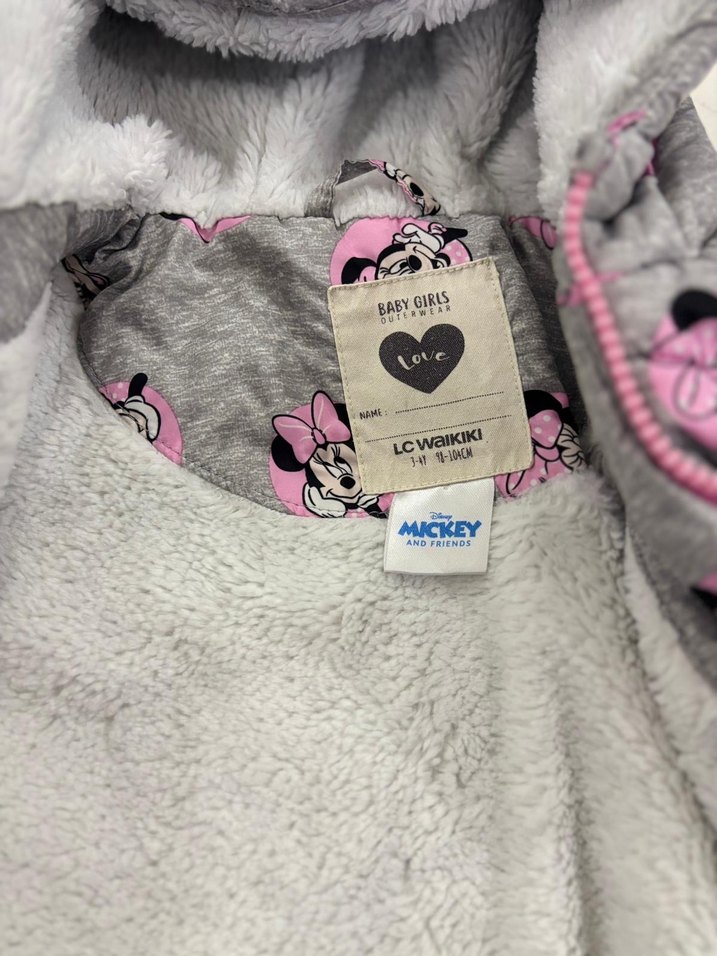 BABY GIRLS
OUTERWEAR
Love
NAME :
LC WAIKIKI
3-4Y 98-104CM
Disney
MICKEY
AND FRIENDS